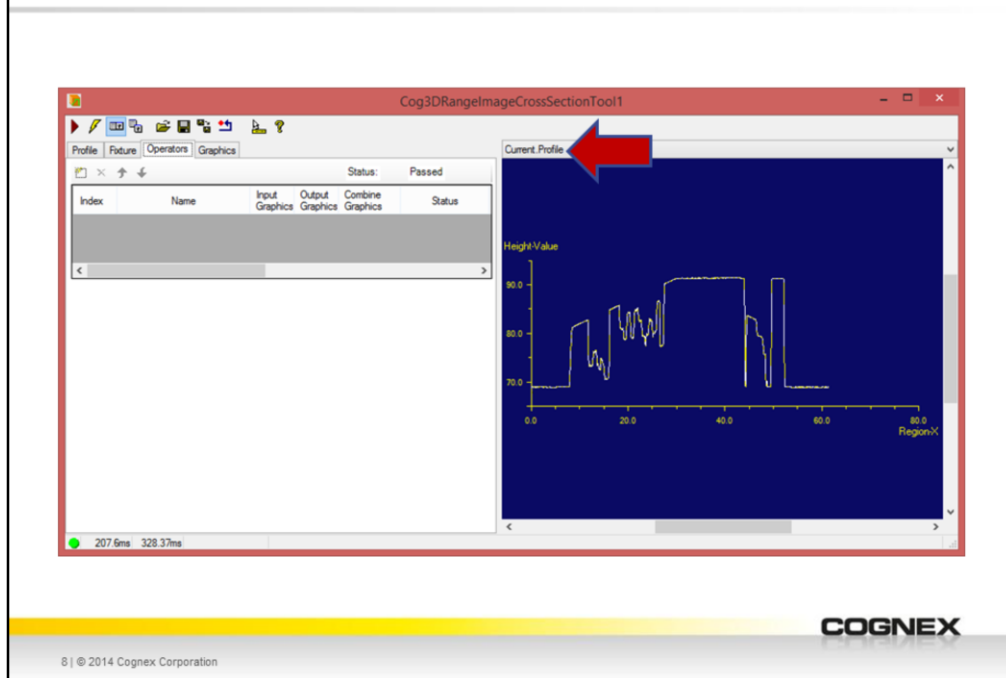 Cog3DRangeImageCrossSectionTool1
Profile Fixture Operators Graphics
Current.Profile
Status: Passed
Index Name Input Graphics Output Graphics Combine Graphics Status
Height-Value
90.0
80.0
70.0
0.0 20.0 40.0 60.0 80.0
Region-X
207.6ms 328.37ms
COGNEX
8| © 2014 Cognex Corporation